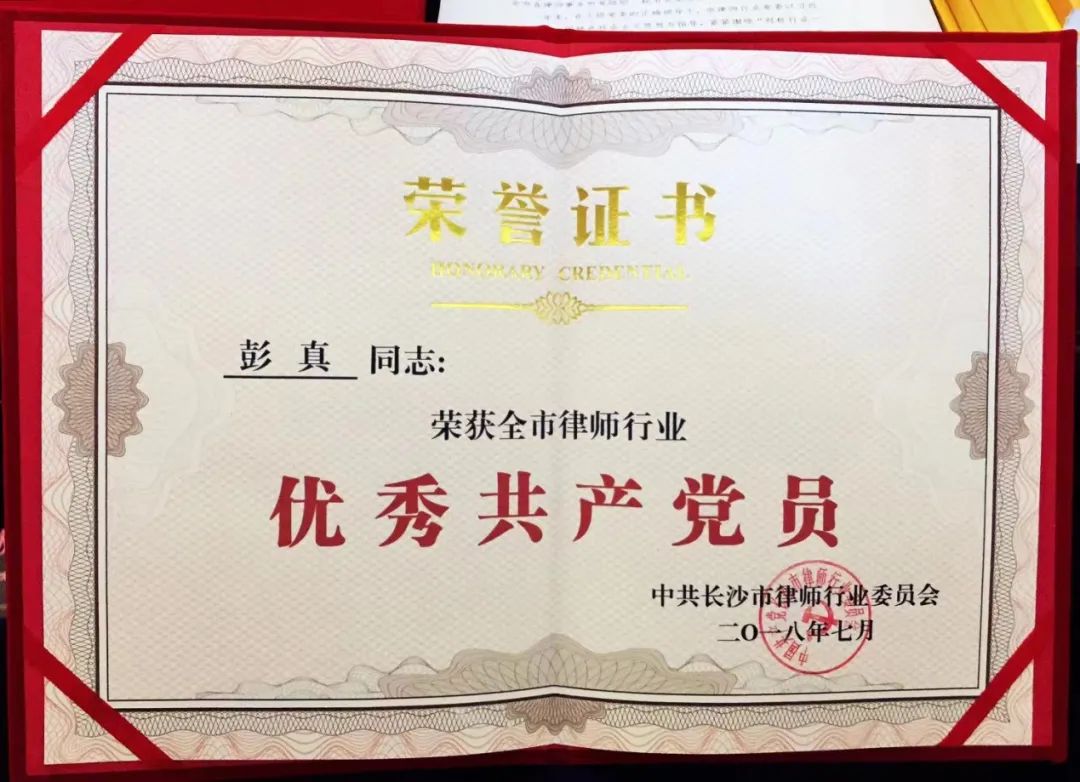 荣誉证书
HONORARY CREDENTIAL
彭真 同志:
荣获全市律师行业
优秀共产党员
中共长沙市律师行业委员会
二〇一八年七月